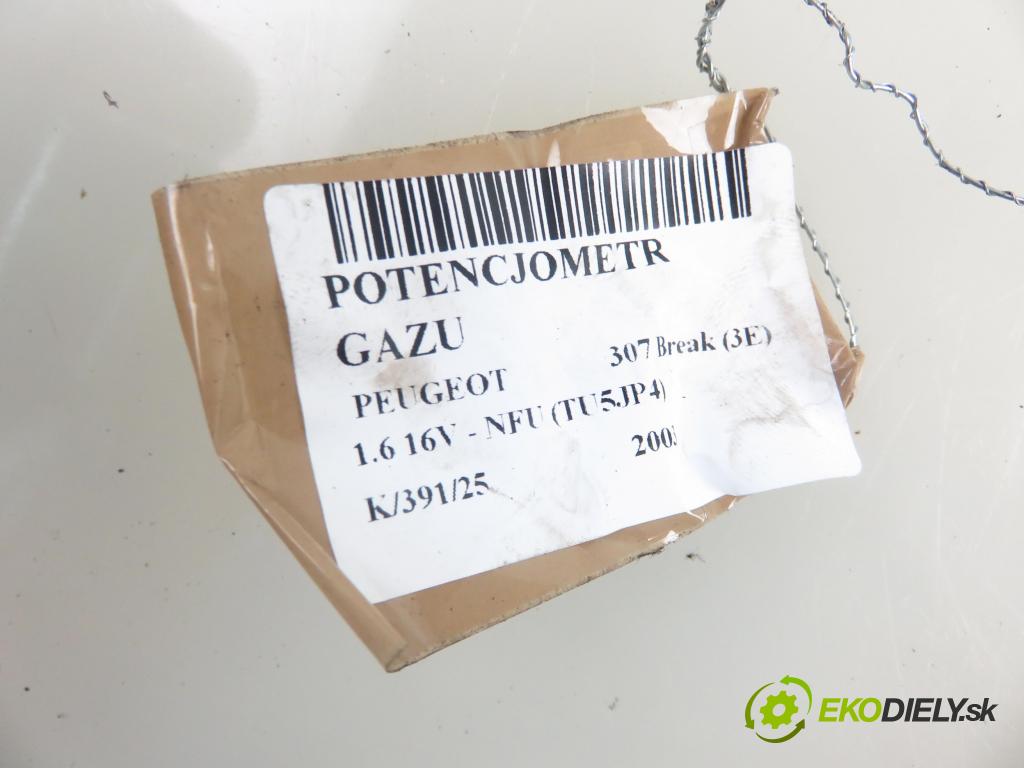 POTENCJOMETR
GAZU
PEUGEOT 307 Break (3E)
1.6 16V - NFU (TU5JP4)
K/391/25
EKODIELY.sk